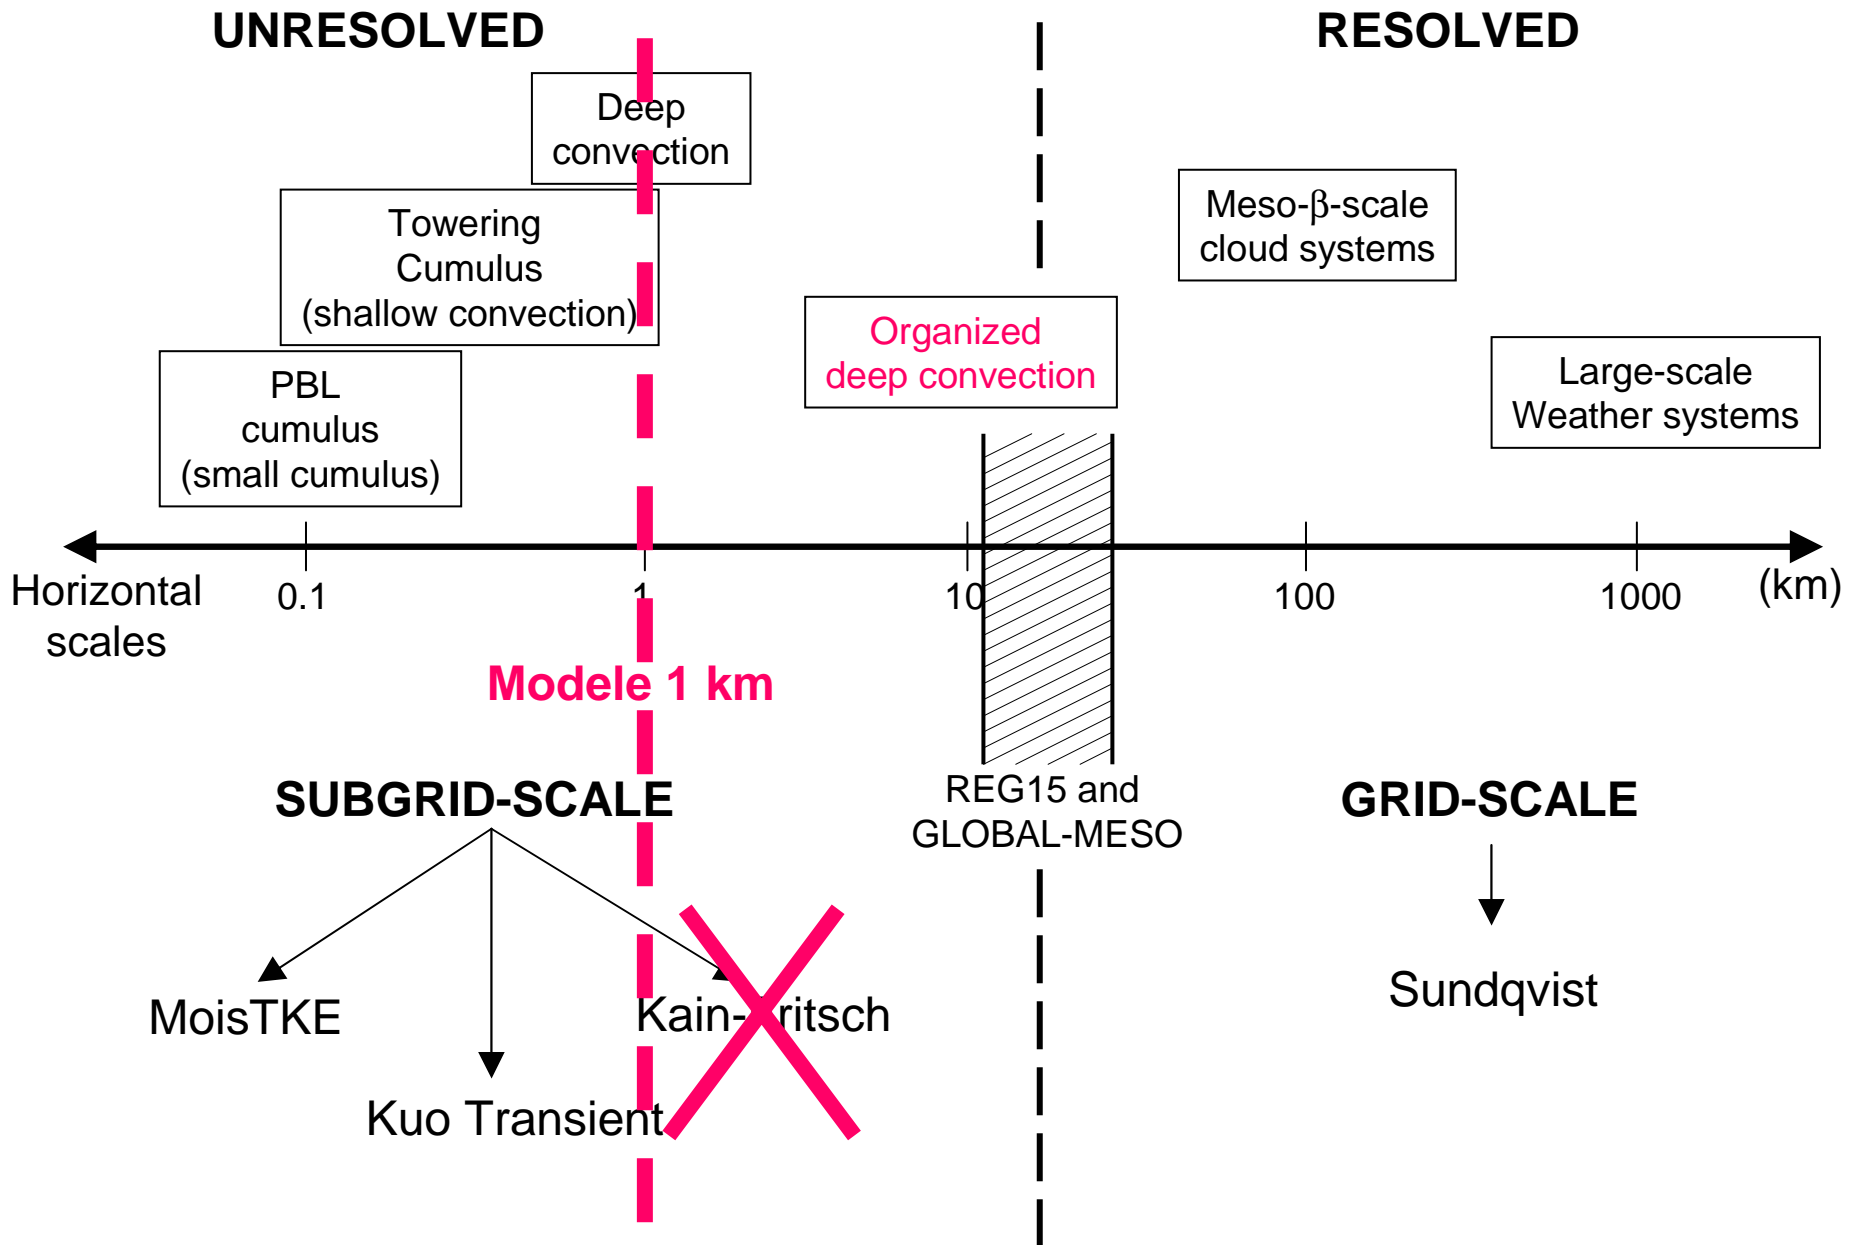 UNRESOLVED
RESOLVED
Deep
convection
Towering
Cumulus
(shallow convection)
Meso-β-scale
cloud systems
Organized
deep convection
PBL
cumulus
(small cumulus)
Large-scale
Weather systems
Horizontal
scales
0.1
1
10
100
1000
(km)
Modele 1 km
SUBGRID-SCALE
REG15 and
GLOBAL-MESO
GRID-SCALE
MoisTKE
Kain-Fritsch
Sundqvist
Kuo Transient